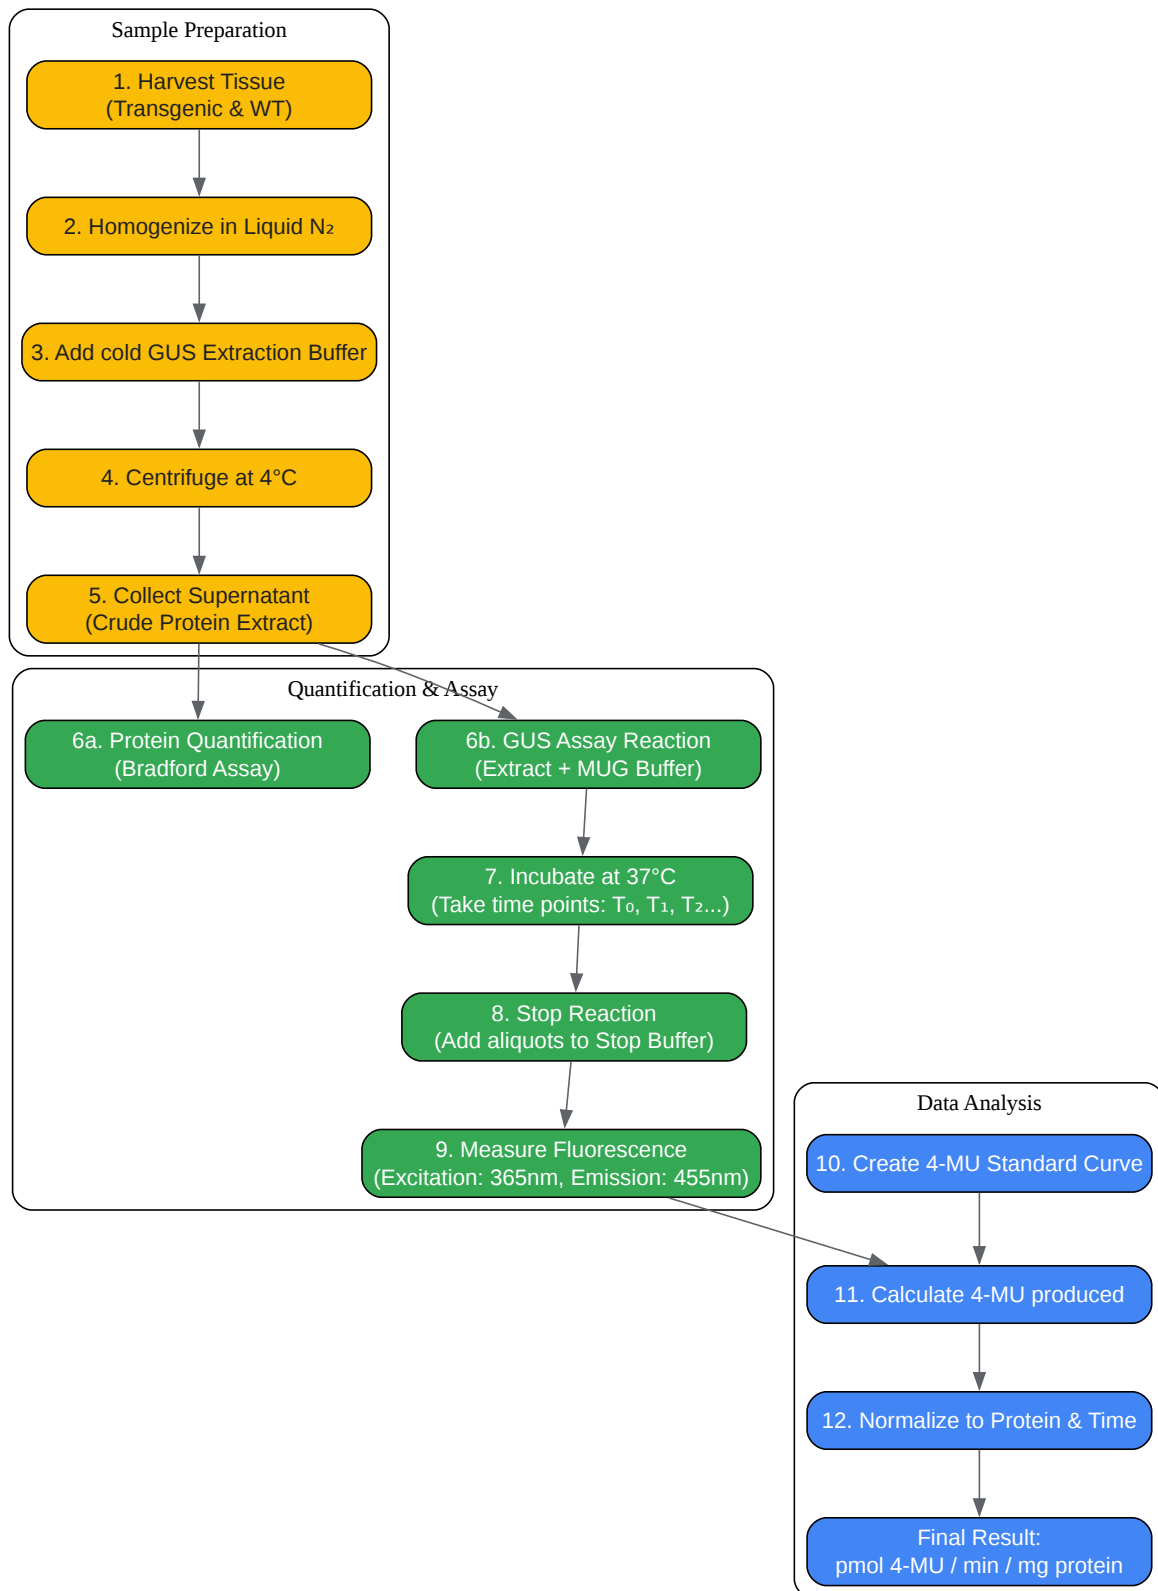 Sample Preparation
1. Harvest Tissue
(Transgenic & WT)
2. Homogenize in Liquid N₂
3. Add cold GUS Extraction Buffer
4. Centrifuge at 4°C
5. Collect Supernatant
(Crude Protein Extract)
Quantification & Assay
6a. Protein Quantification
(Bradford Assay)
6b. GUS Assay Reaction
(Extract + MUG Buffer)
7. Incubate at 37°C
(Take time points: T₀, T₁, T₂...)
8. Stop Reaction
(Add aliquots to Stop Buffer)
9. Measure Fluorescence
(Excitation: 365nm, Emission: 455nm)
Data Analysis
10. Create 4-MU Standard Curve
11. Calculate 4-MU produced
12. Normalize to Protein & Time
Final Result:
pmol 4-MU / min / mg protein